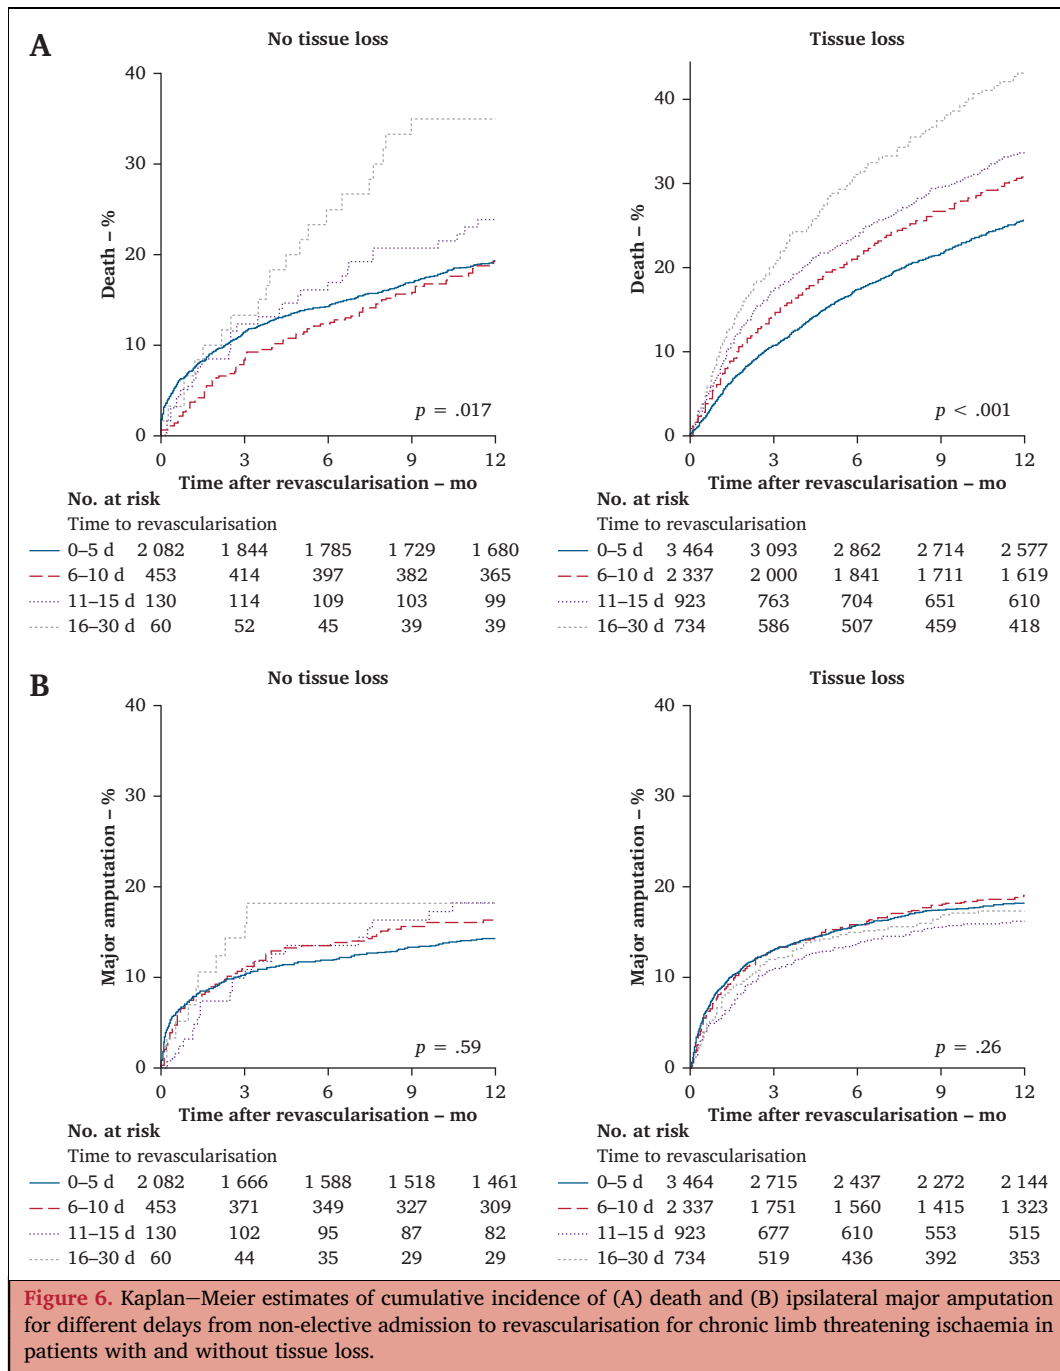 A
No tissue loss
40
30
20
10
0
Death – %
p = .017
0 3 6 9 12
Time after revascularisation – mo
No. at risk
Time to revascularisation
0–5 d 2 082 1 844 1 785 1 729 1 680
6–10 d 453 414 397 382 365
11–15 d 130 114 109 103 99
16–30 d 60 52 45 39 39
Tissue loss
40
30
20
10
0
Death – %
p < .001
0 3 6 9 12
Time after revascularisation – mo
No. at risk
Time to revascularisation
0–5 d 3 464 3 093 2 862 2 714 2 577
6–10 d 2 337 2 000 1 841 1 711 1 619
11–15 d 923 763 704 651 610
16–30 d 734 586 507 459 418
B
No tissue loss
40
30
20
10
0
Major amputation – %
p = .59
0 3 6 9 12
Time after revascularisation – mo
No. at risk
Time to revascularisation
0–5 d 2 082 1 666 1 588 1 518 1 461
6–10 d 453 371 349 327 309
11–15 d 130 102 95 87 82
16–30 d 60 44 35 29 29
Tissue loss
40
30
20
10
0
Major amputation – %
p = .26
0 3 6 9 12
Time after revascularisation – mo
No. at risk
Time to revascularisation
0–5 d 3 464 2 715 2 437 2 272 2 144
6–10 d 2 337 1 751 1 560 1 415 1 323
11–15 d 923 677 610 553 515
16–30 d 734 519 436 392 353
Figure 6. Kaplan–Meier estimates of cumulative incidence of (A) death and (B) ipsilateral major amputation
for different delays from non-elective admission to revascularisation for chronic limb threatening ischaemia in
patients with and without tissue loss.